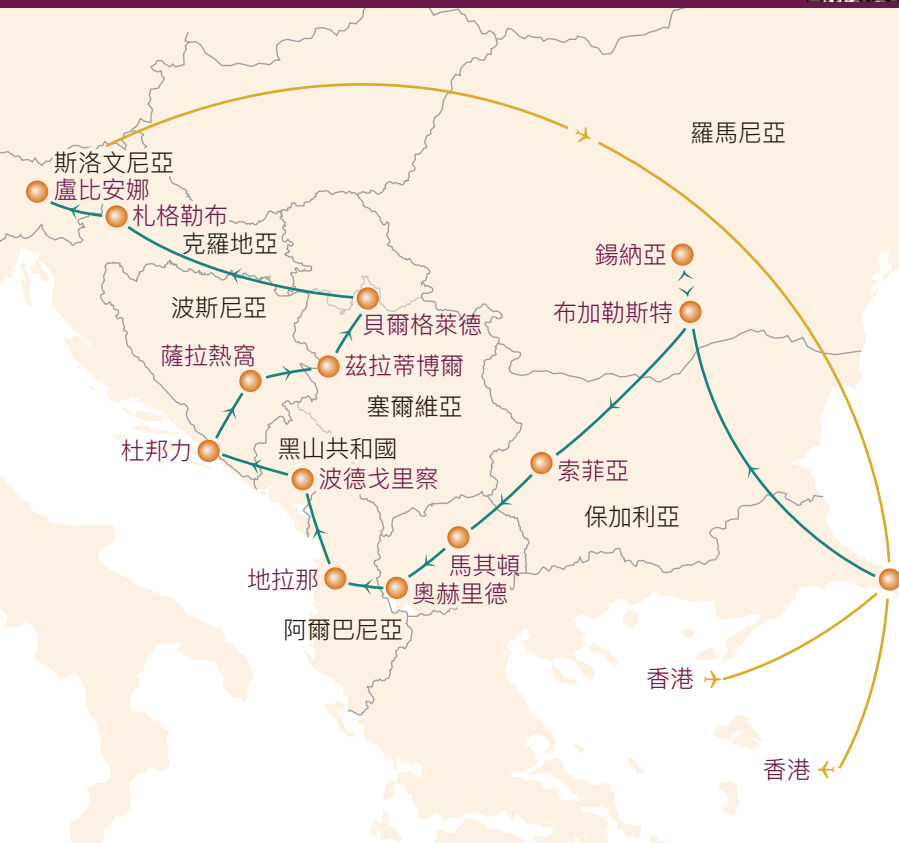 羅馬尼亞
斯洛文尼亞
盧比安娜
札格勒布
克羅地亞
鍚納亞
波斯尼亞
布加勒斯特
貝爾格萊德
薩拉熱窩
茲拉蒂博爾
塞爾維亞
杜邦力
黑山共和國
波德戈里察
索菲亞
保加利亞
馬其頓
地拉那
奧赫里德
阿爾巴尼亞
香港
香港